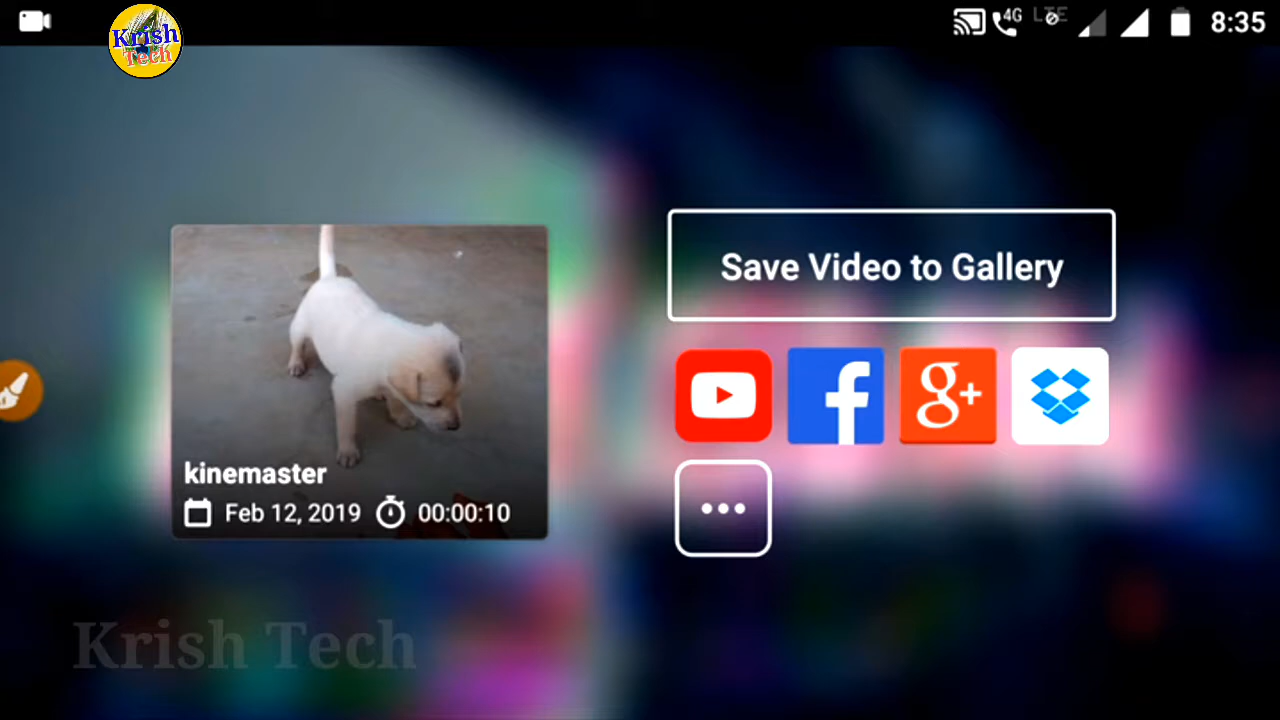 Krish
Tech
4G LTE 8:35
Save Video to Gallery
kinemaster
Feb 12, 2019 00:00:10
Krish Tech